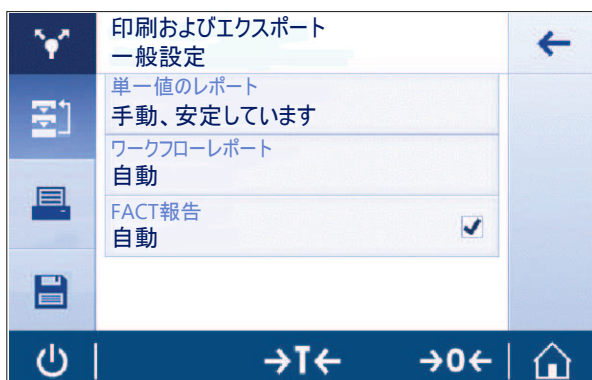 印刷およびエクスポート
一般設定
単一値のレポート
手動、安定しています
ワークフローレポート
自動
FACT報告
自動
→T← →0←